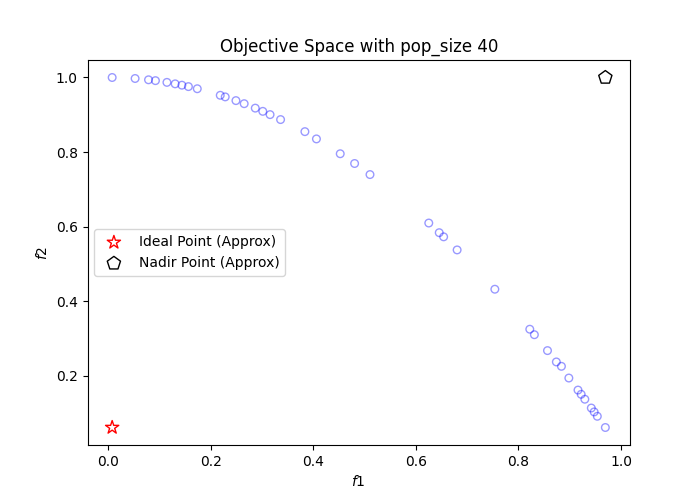 Objective Space with pop_size 40
1.0
0.8
0.6
0.4
0.2
f2
Ideal Point (Approx)
Nadir Point (Approx)
0.0 0.2 0.4 0.6 0.8 1.0
f1